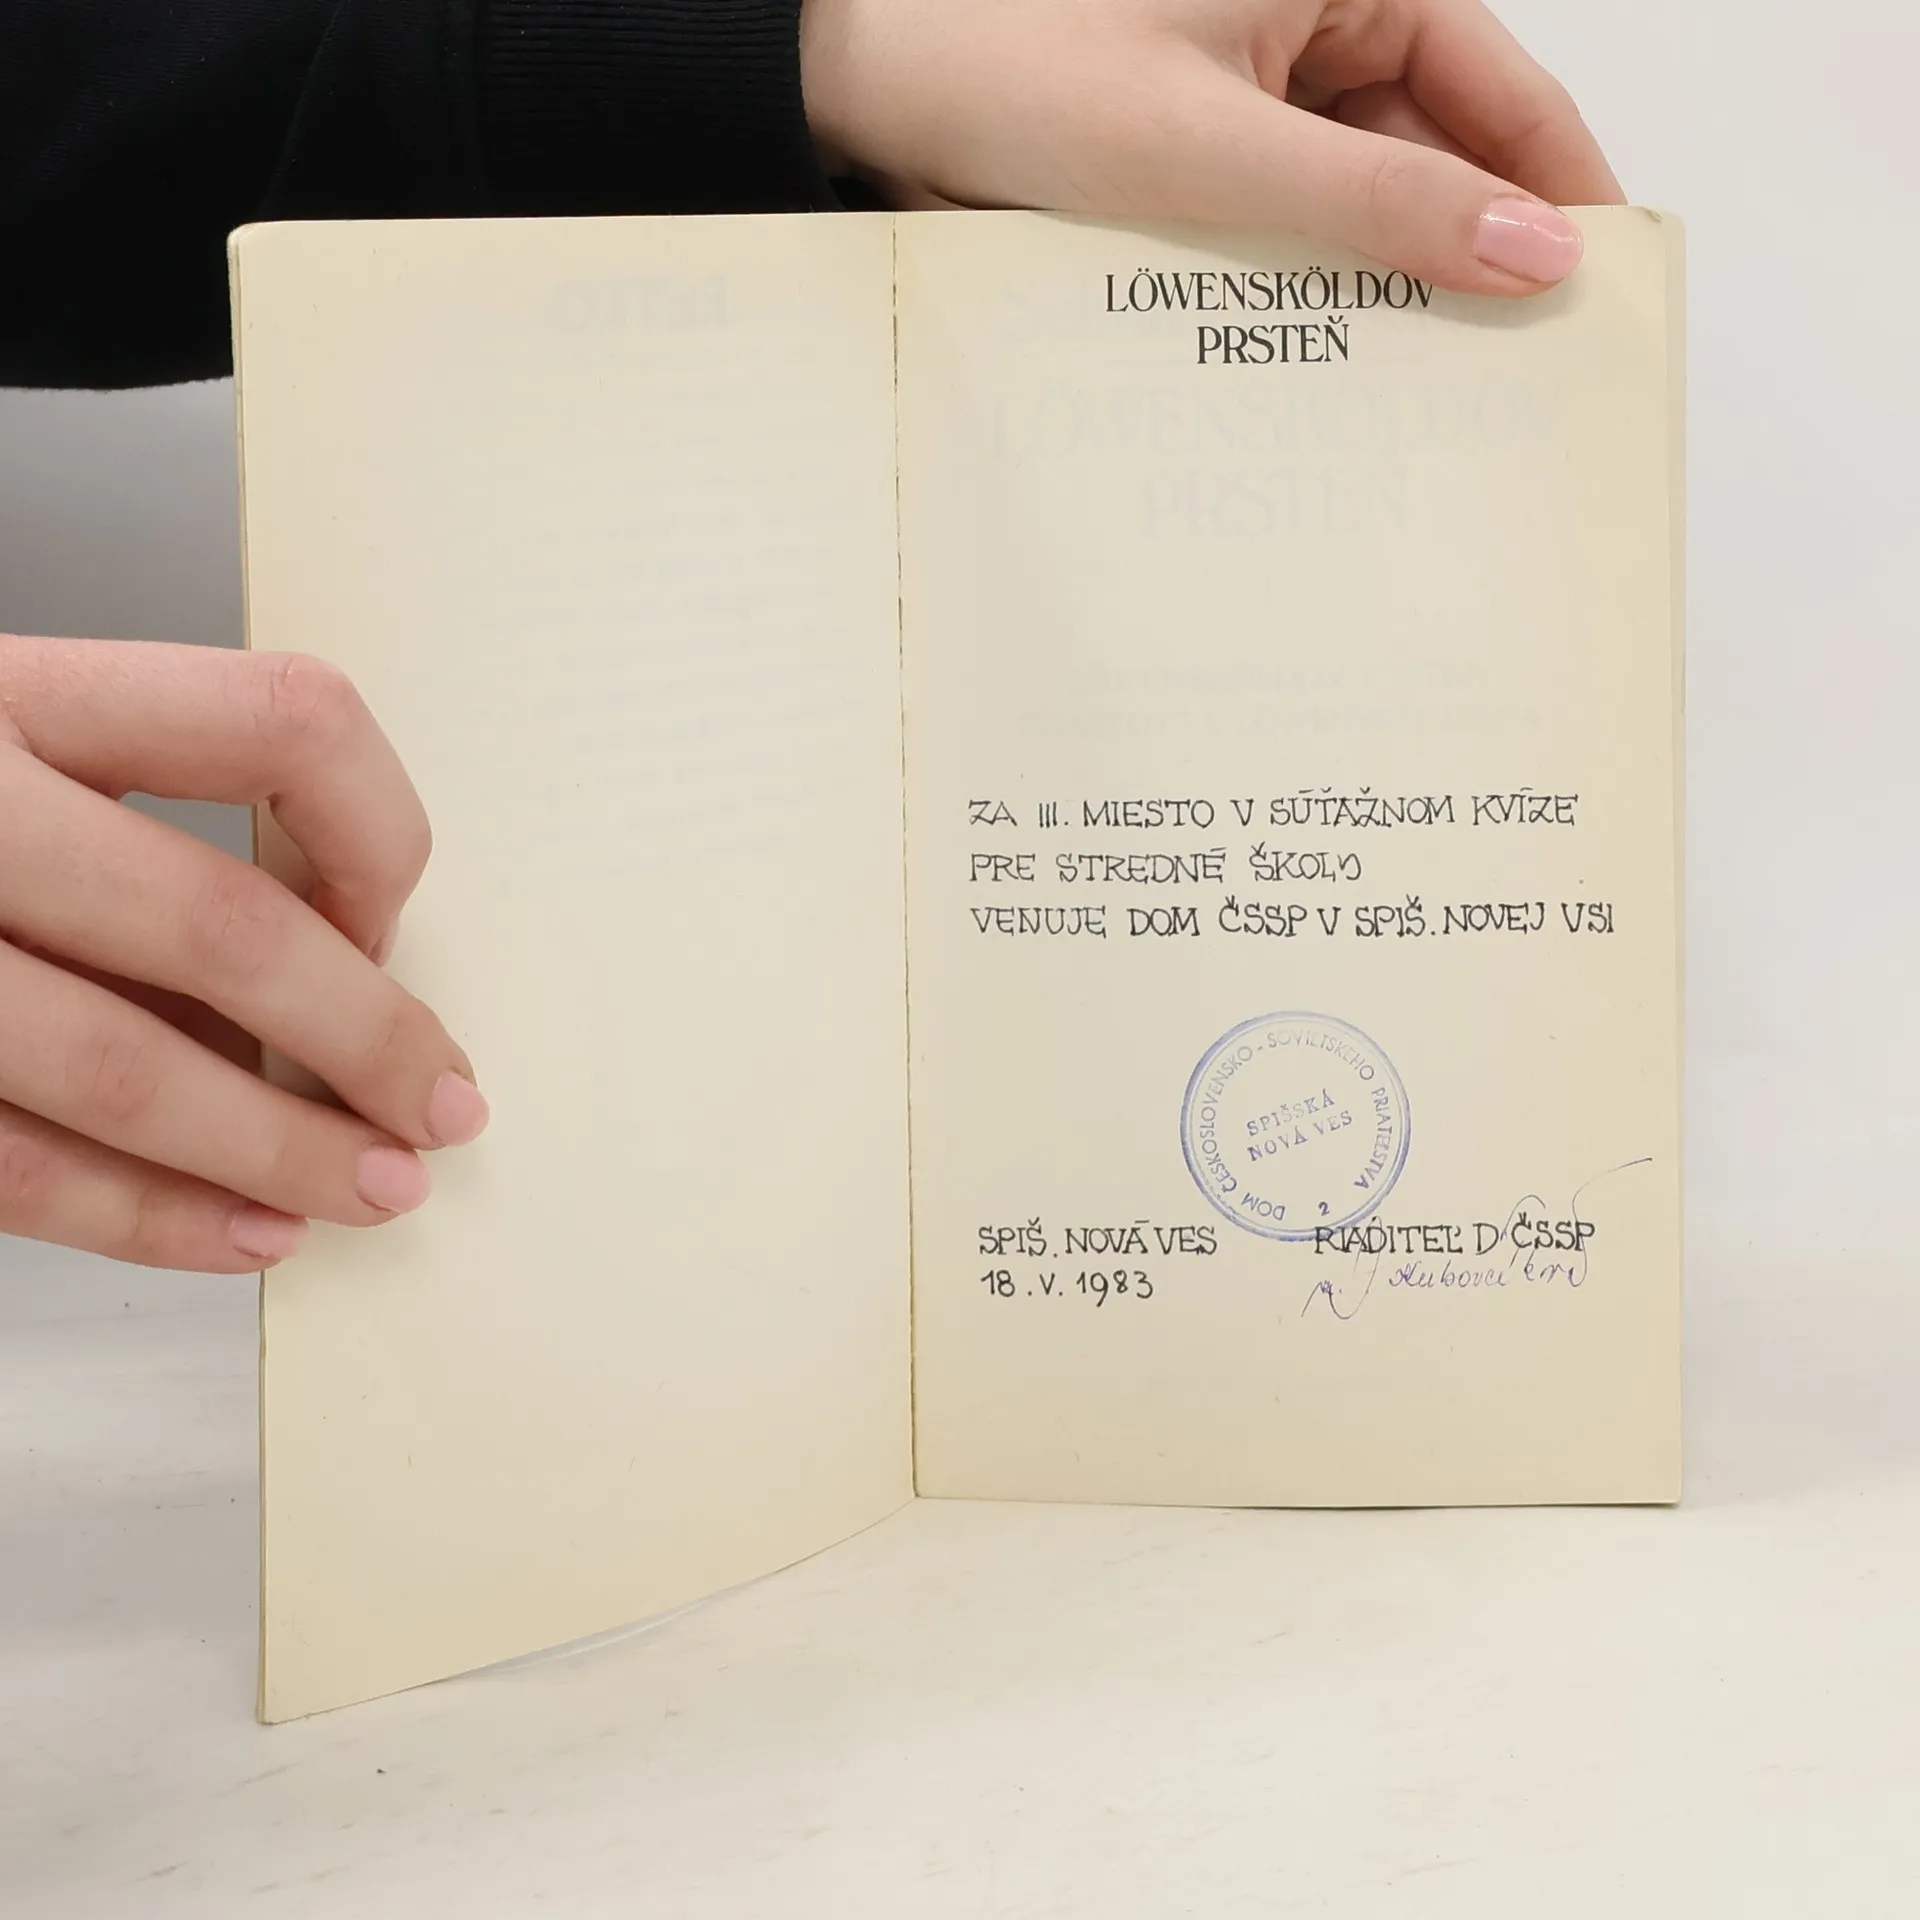 LÖWENSKÖLDOV
PRSTEŇ
ZA III. MIESTO V SÚŤAŽNOM KVÍZE
PRE STREDNÉ ŠKOLY
VENUJE DOM ČSSP V SPIŠ. NOVEJ VSI
DOM ČESKOSLOVENSKO - SOVIETSKEHO PRIATEĽSTVA
SPIŠSKÁ
NOVÁ VES
2
SPIŠ. NOVÁ VES RIADITEĽ D ČSSP
18. V. 1983